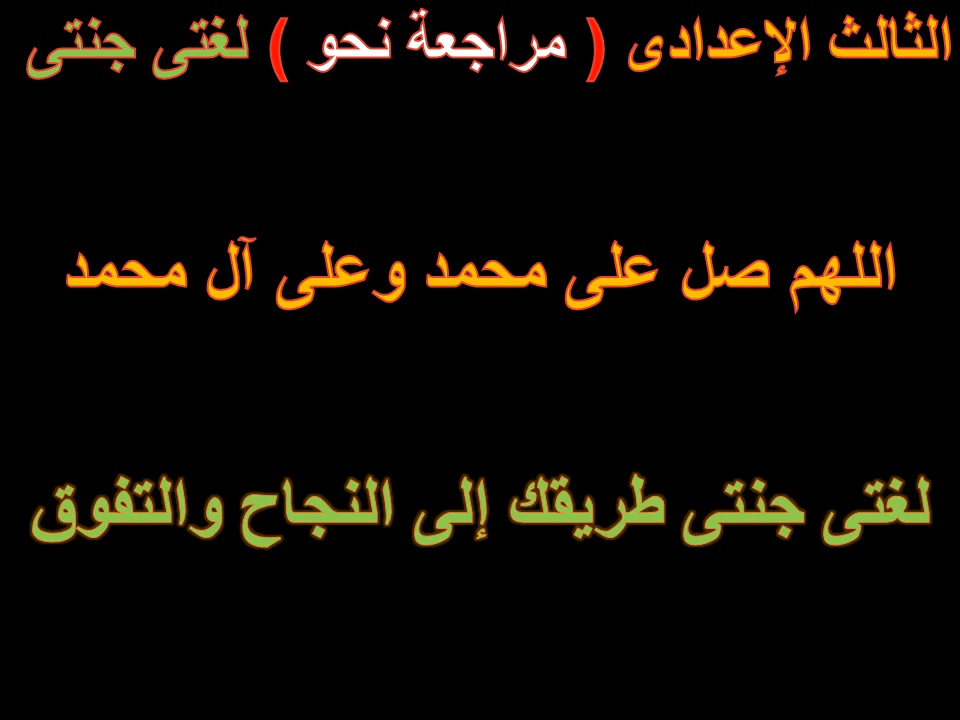 الثالث الإعدادى ( مراجعة نحو ) لغتى جنتى
اللهم صل على محمد وعلى آل محمد
لغتى جنتى طريقك إلى النجاح والتفوق